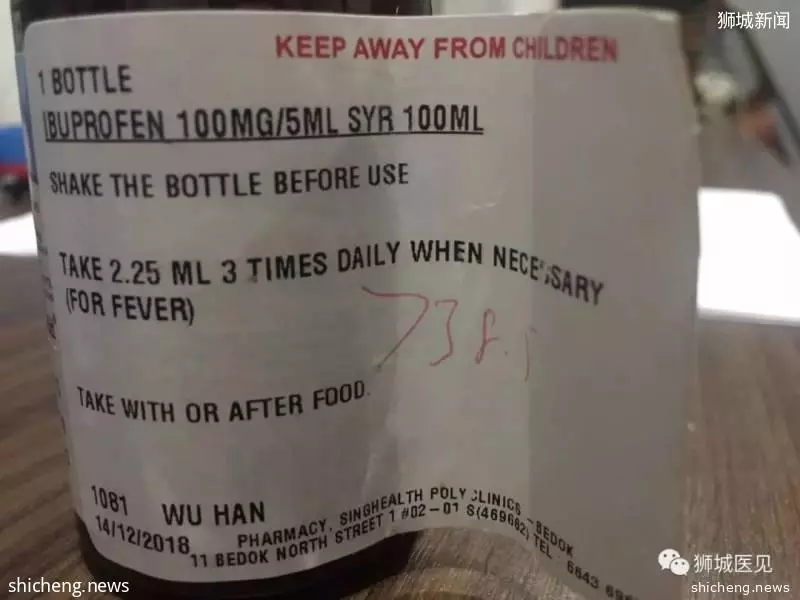 狮城新闻
KEEP AWAY FROM CHILDREN
1 BOTTLE
IBUPROFEN 100MG/5ML SYR 100ML
SHAKE THE BOTTLE BEFORE USE
TAKE 2.25 ML 3 TIMES DAILY WHEN NECESSARY
(FOR FEVER)
>38.5
TAKE WITH OR AFTER FOOD.
1081 WU HAN
14/12/2018
PHARMACY, SINGHEALTH POLYCLINICS - BEDOK
11 BEDOK NORTH STREET 1 #02-01 S(469662) TEL 6643
狮城医见
shicheng.news
shicheng.news